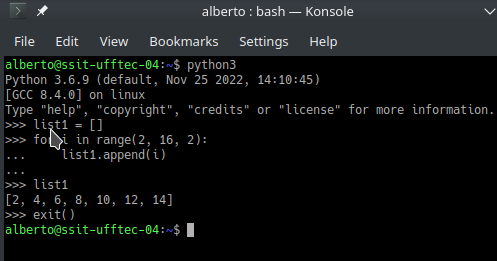 alberto : bash — Konsole
File Edit View Bookmarks Settings Help
alberto@ssit-ufftec-04:~$ python3
Python 3.6.9 (default, Nov 25 2022, 14:10:45)
[GCC 8.4.0] on linux
Type "help", "copyright", "credits" or "license" for more information.
>>> list1 = []
>>> for i in range(2, 16, 2):
...     list1.append(i)
...
>>> list1
[2, 4, 6, 8, 10, 12, 14]
>>> exit()
alberto@ssit-ufftec-04:~$